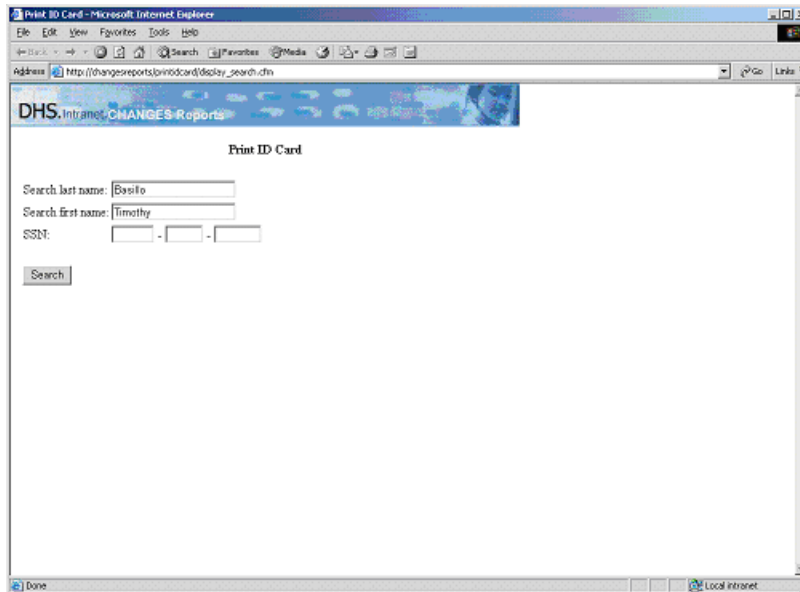 Print ID Card - Microsoft Internet Explorer
File Edit View Favorites Tools Help
Back Search Favorites Media
Address http://changesreports/printidcard/display_search.cfm Go Links
DHS. Intranet CHANGES Reports
Print ID Card
Search last name: Basillo
Search first name: Timothy
SSN: - -
Search
Done Local intranet